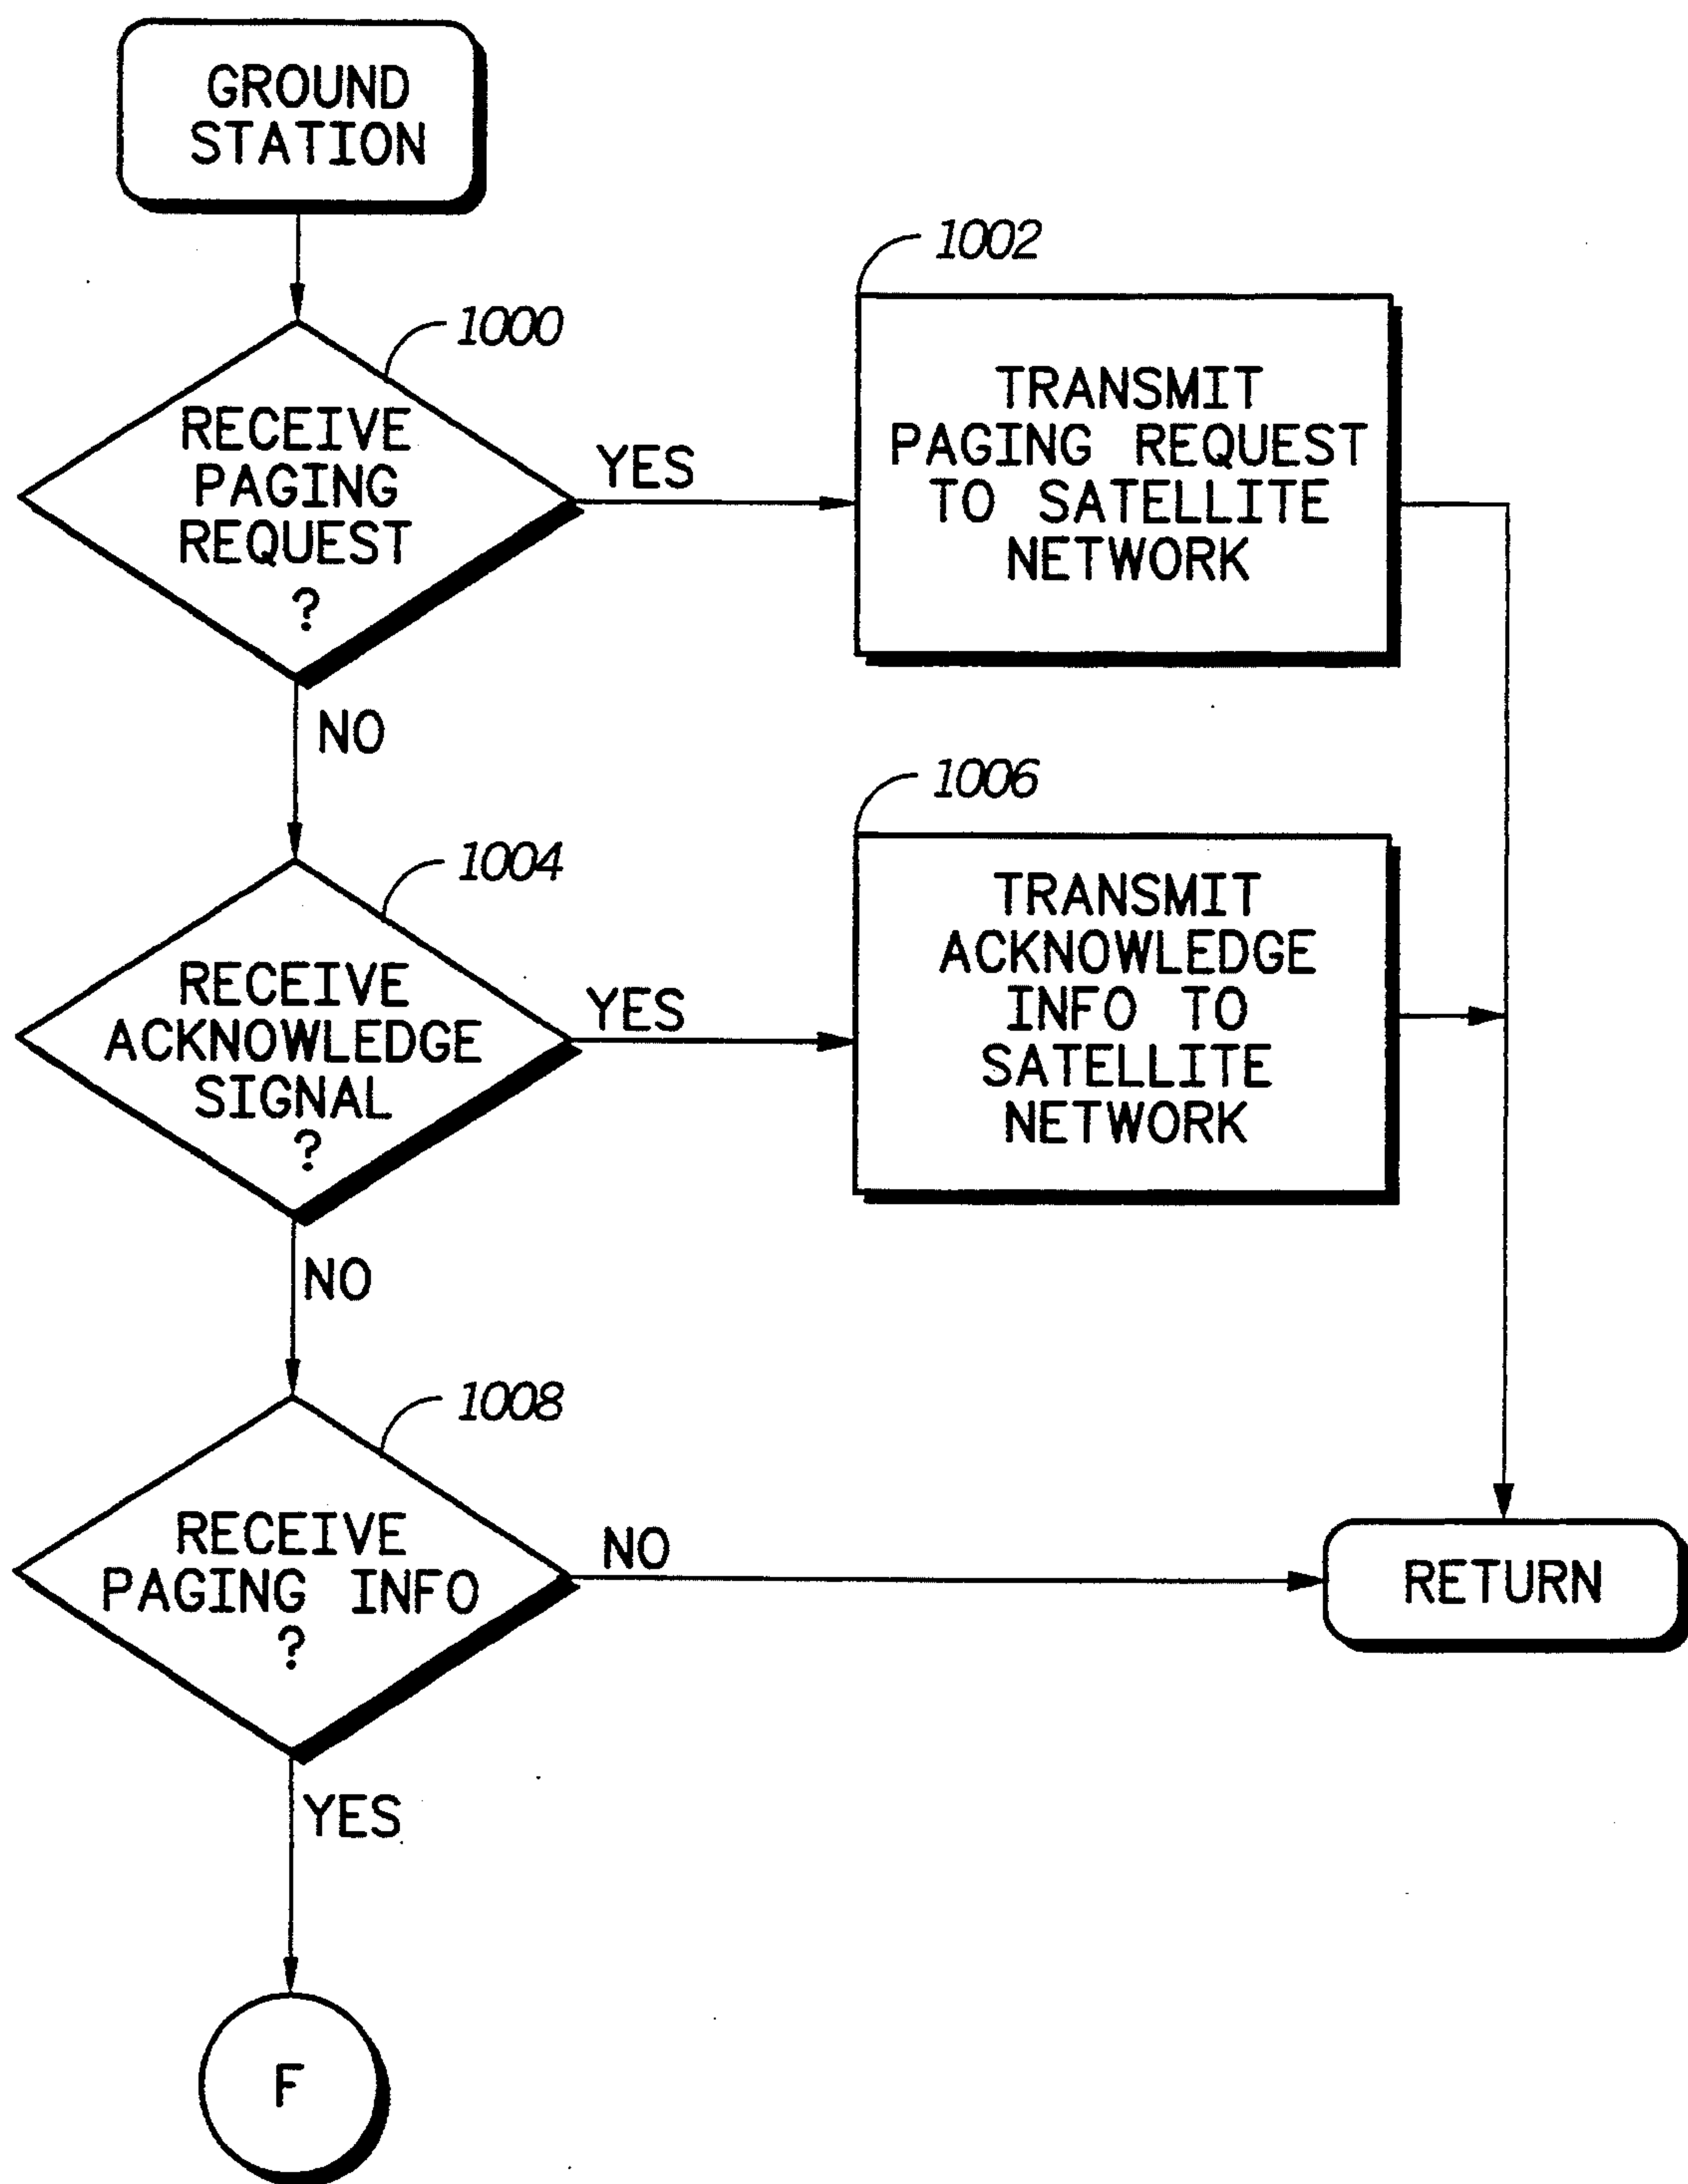 GROUND
STATION
1000
RECEIVE
PAGING
REQUEST
?
YES
1002
TRANSMIT
PAGING REQUEST
TO SATELLITE
NETWORK
NO
1004
RECEIVE
ACKNOWLEDGE
SIGNAL
?
YES
1006
TRANSMIT
ACKNOWLEDGE
INFO TO
SATELLITE
NETWORK
NO
1008
RECEIVE
PAGING INFO
?
NO
RETURN
YES
F